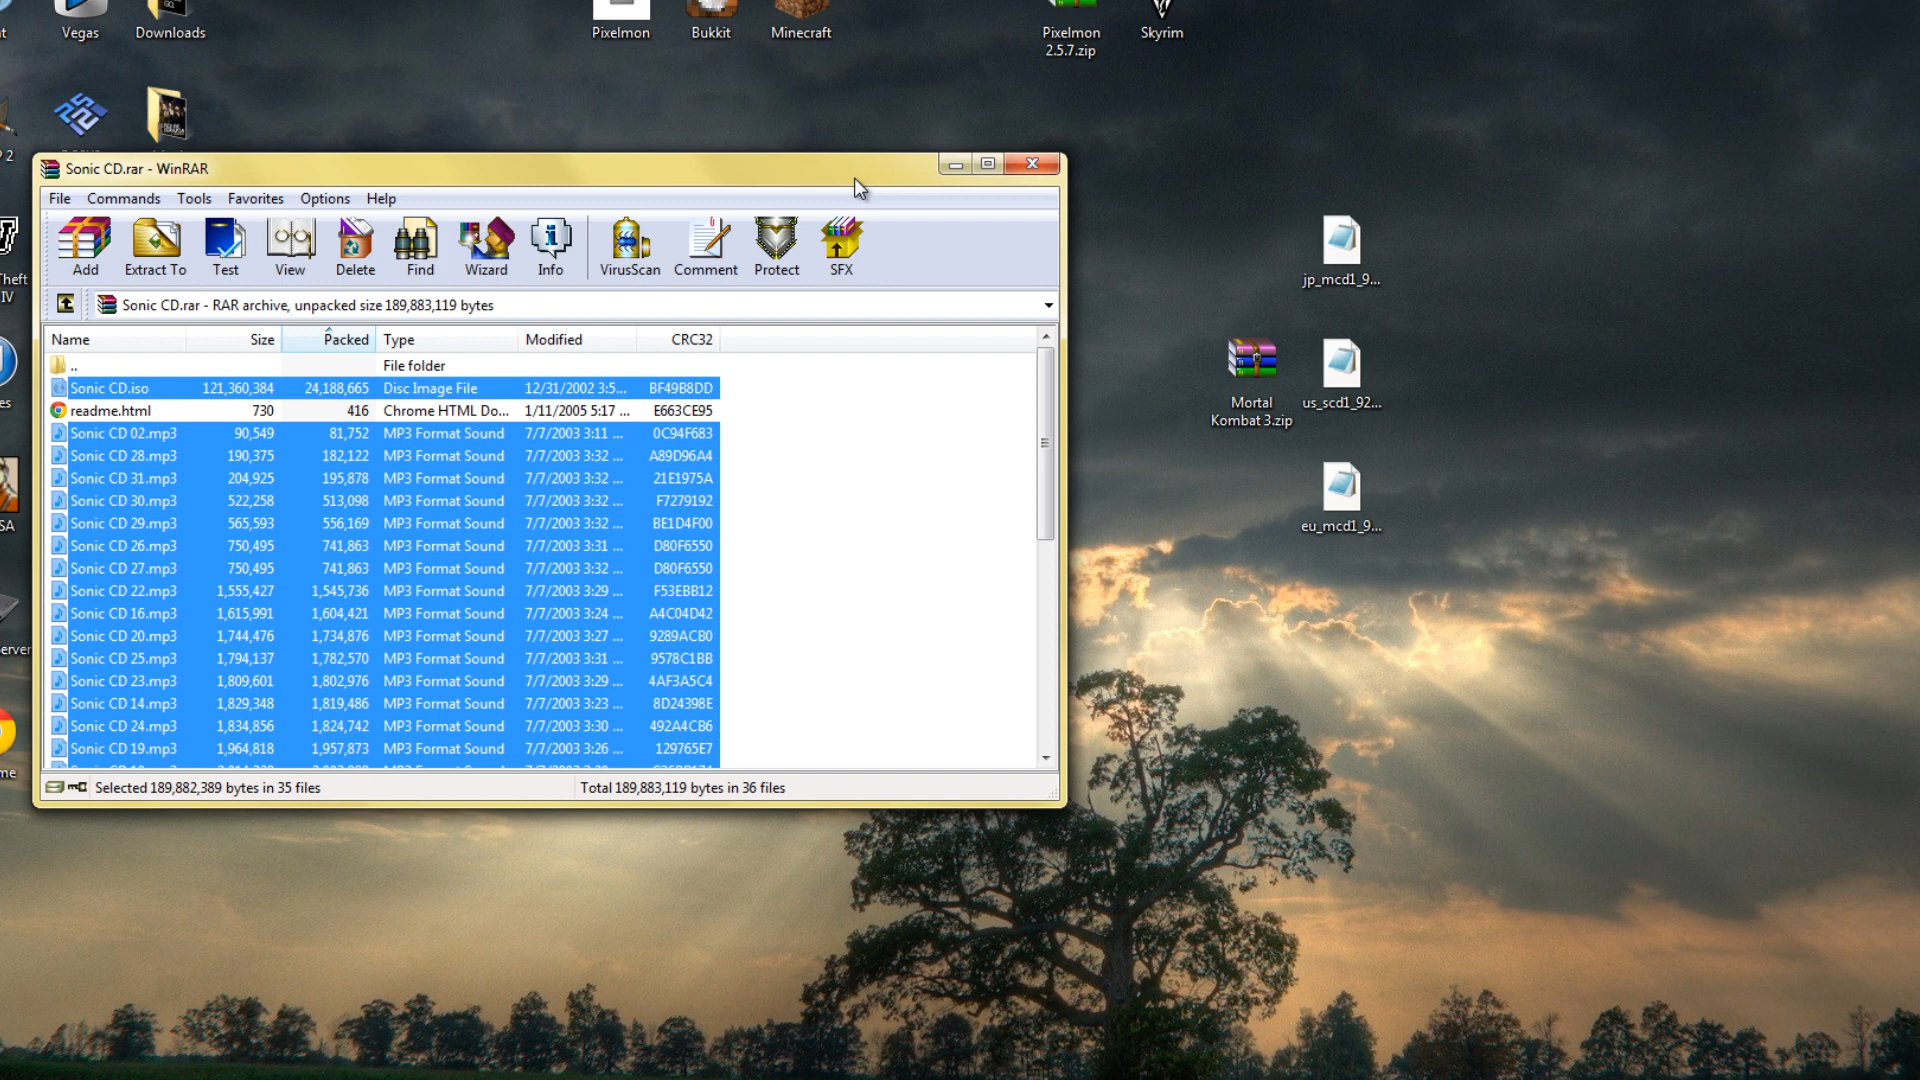 Vegas
Downloads
Pixelmon
Bukkit
Minecraft
Pixelmon
2.5.7.zip
Skyrim
Sonic CD.rar - WinRAR
File Commands Tools Favorites Options Help
Add Extract To Test View Delete Find Wizard Info VirusScan Comment Protect SFX
Sonic CD.rar - RAR archive, unpacked size 189,883,119 bytes
Name Size Packed Type Modified CRC32
.. File folder
Sonic CD.iso 121,360,384 24,188,665 Disc Image File 12/31/2002 3:5... BF49B8DD
readme.html 730 416 Chrome HTML Do... 1/11/2005 5:17 ... E663CE95
Sonic CD 02.mp3 90,549 81,752 MP3 Format Sound 7/7/2003 3:11 ... 0C94F683
Sonic CD 28.mp3 190,375 182,122 MP3 Format Sound 7/7/2003 3:32 ... A89D96A4
Sonic CD 31.mp3 204,925 195,878 MP3 Format Sound 7/7/2003 3:32 ... 21E1975A
Sonic CD 30.mp3 522,258 513,098 MP3 Format Sound 7/7/2003 3:32 ... F7279192
Sonic CD 29.mp3 565,593 556,169 MP3 Format Sound 7/7/2003 3:32 ... BE1D4F00
Sonic CD 26.mp3 750,495 741,863 MP3 Format Sound 7/7/2003 3:31 ... D80F6550
Sonic CD 27.mp3 750,495 741,863 MP3 Format Sound 7/7/2003 3:32 ... D80F6550
Sonic CD 22.mp3 1,555,427 1,545,736 MP3 Format Sound 7/7/2003 3:29 ... F53EBB12
Sonic CD 16.mp3 1,615,991 1,604,421 MP3 Format Sound 7/7/2003 3:24 ... A4C04D42
Sonic CD 20.mp3 1,744,476 1,734,876 MP3 Format Sound 7/7/2003 3:27 ... 9289ACB0
Sonic CD 25.mp3 1,794,137 1,782,570 MP3 Format Sound 7/7/2003 3:31 ... 9578C1BB
Sonic CD 23.mp3 1,809,601 1,802,976 MP3 Format Sound 7/7/2003 3:29 ... 4AF3A5C4
Sonic CD 14.mp3 1,829,348 1,819,486 MP3 Format Sound 7/7/2003 3:23 ... 8D24398E
Sonic CD 24.mp3 1,834,856 1,824,742 MP3 Format Sound 7/7/2003 3:30 ... 492A4CB6
Sonic CD 19.mp3 1,964,818 1,957,873 MP3 Format Sound 7/7/2003 3:26 ... 129765E7
Selected 189,882,389 bytes in 35 files
Total 189,883,119 bytes in 36 files
jp_mcd1_9...
Mortal
Kombat 3.zip
us_scd1_92...
eu_mcd1_9...
2
Theft
IV
es
SA
erver
me